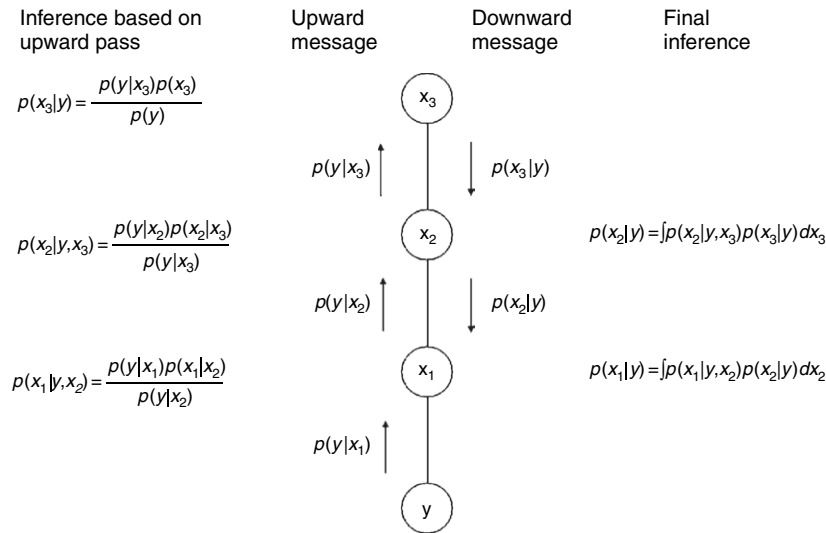 Inference based on upward pass
Upward message
Downward message
Final inference
p(x₃|y) = p(y|x₃)p(x₃) / p(y)
x₃
p(y|x₃)
p(x₃|y)
p(x₂|y,x₃) = p(y|x₂)p(x₂|x₃) / p(y|x₃)
x₂
p(x₂|y) = ∫p(x₂|y,x₃)p(x₃|y)dx₃
p(y|x₂)
p(x₂|y)
p(x₁|y,x₂) = p(y|x₁)p(x₁|x₂) / p(y|x₂)
x₁
p(x₁|y) = ∫p(x₁|y,x₂)p(x₂|y)dx₂
p(y|x₁)
y